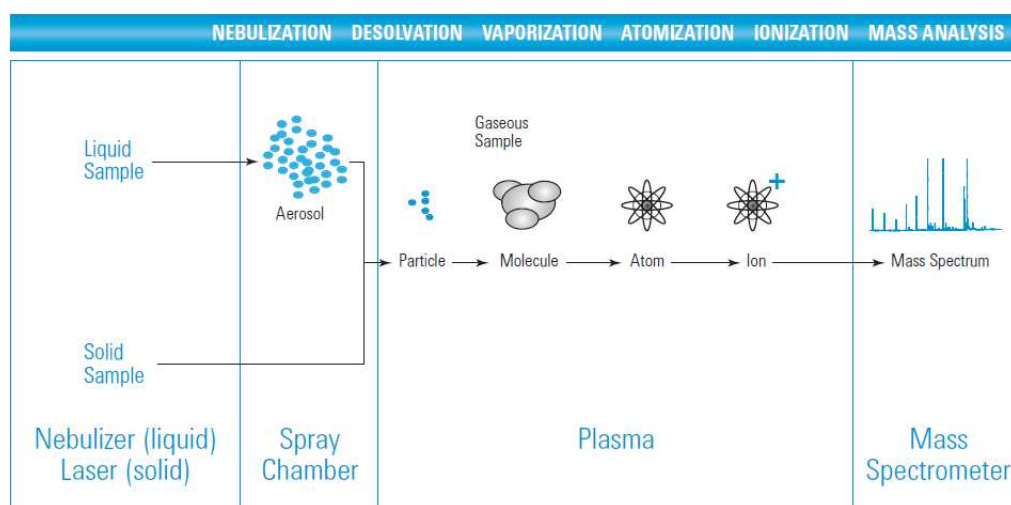 NEBULIZATION DESOLVATION VAPORIZATION ATOMIZATION IONIZATION MASS ANALYSIS
Gaseous
Sample
Liquid
Sample
Aerosol
+
Particle
Molecule
Atom
Ion
Mass Spectrum
Solid
Sample
Nebulizer (liquid)
Laser (solid)
Spray
Chamber
Plasma
Mass
Spectrometer